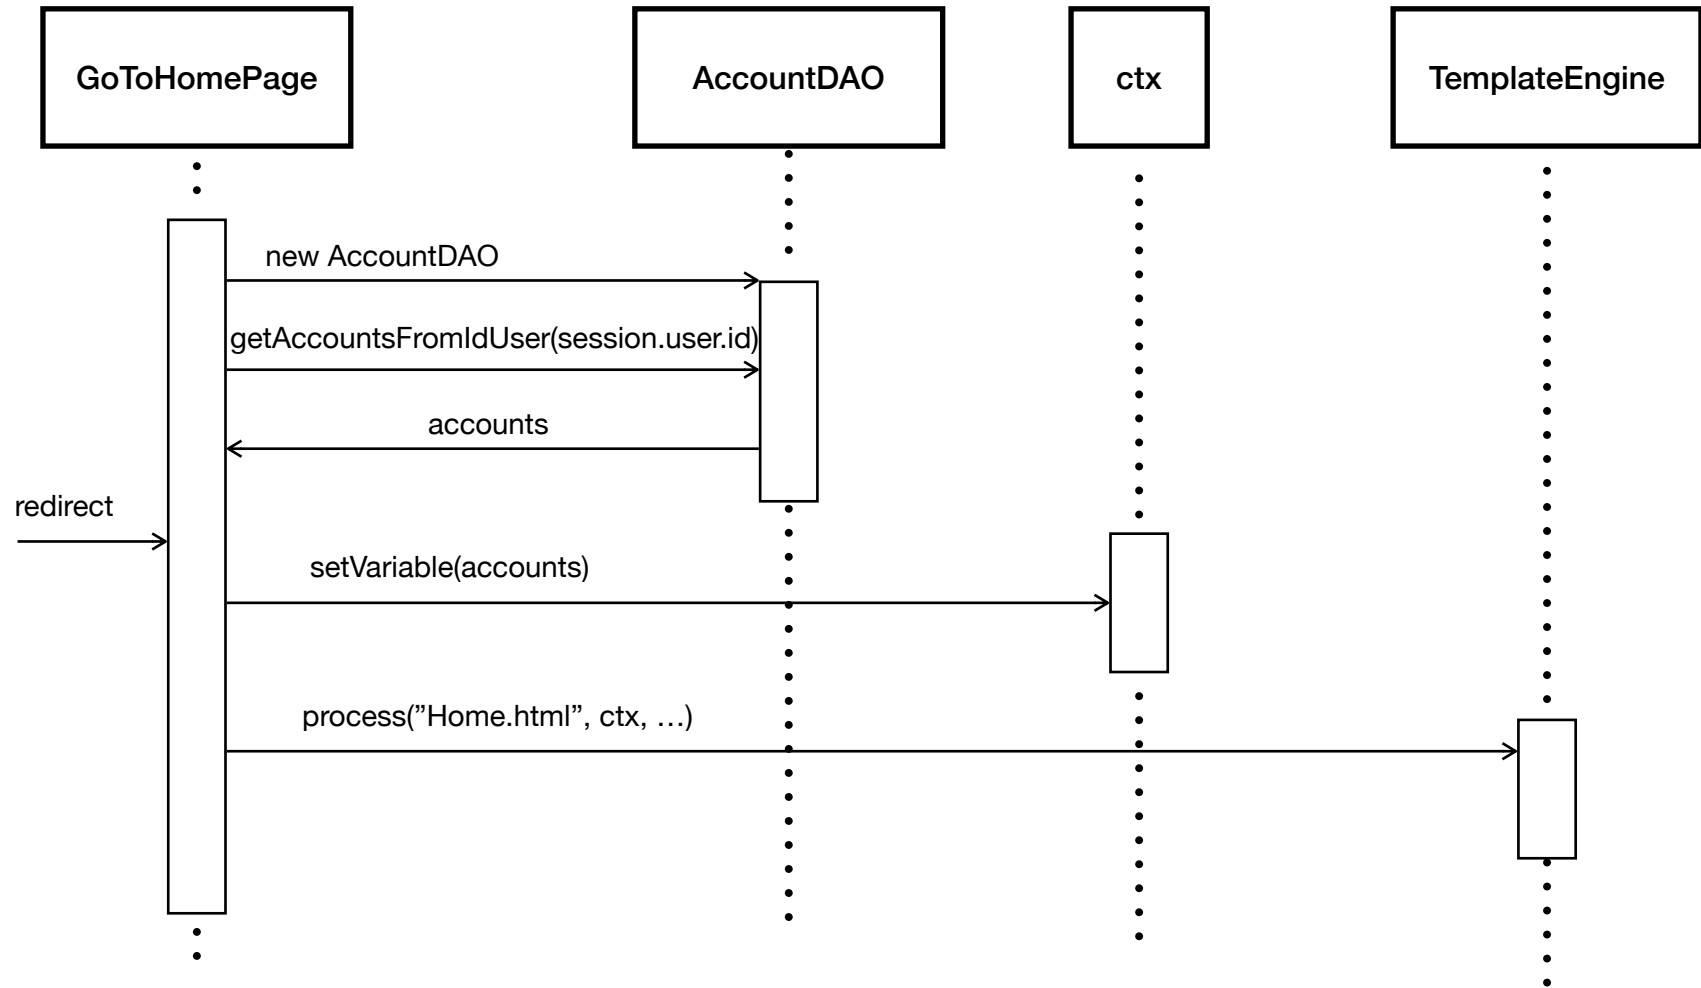 GoToHomePage
AccountDAO
ctx
TemplateEngine
new AccountDAO
getAccountsFromIdUser(session.user.id)
accounts
redirect
setVariable(accounts)
process(”Home.html”, ctx, …)